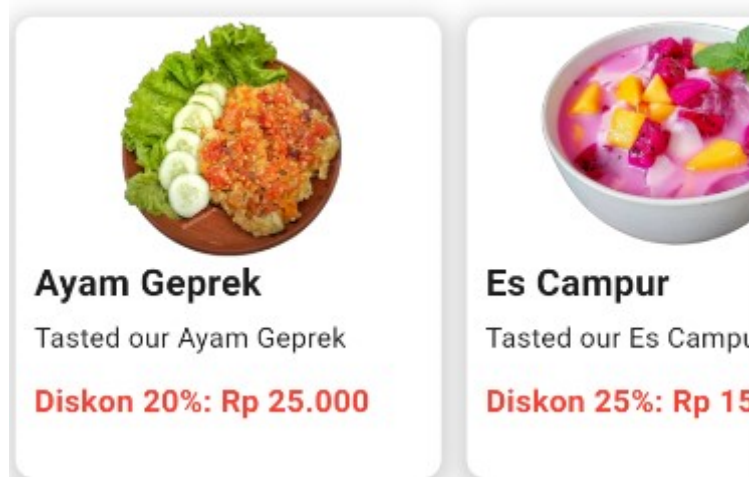 Ayam Geprek
Tasted our Ayam Geprek
Diskon 20%: Rp 25.000
Es Campur
Tasted our Es
Diskon 25%: Rp